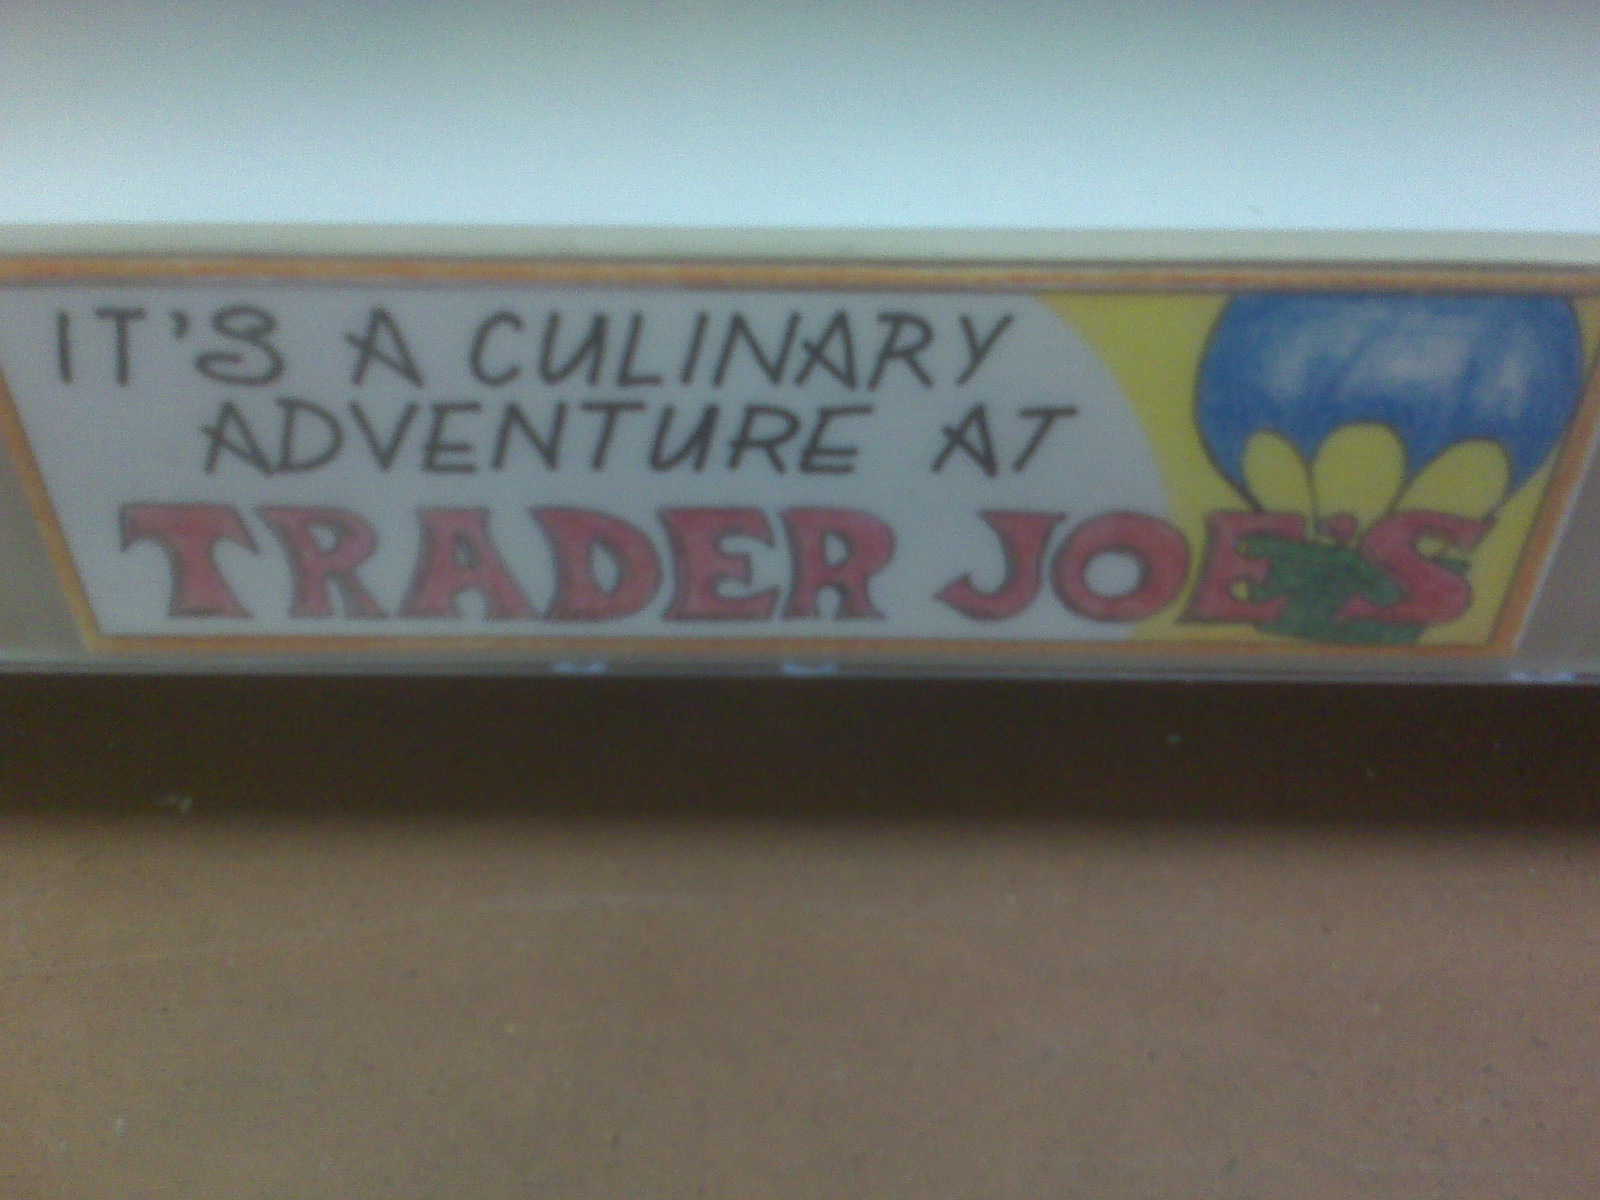 IT'S A CULINARY
ADVENTURE AT
TRADER JOE'S